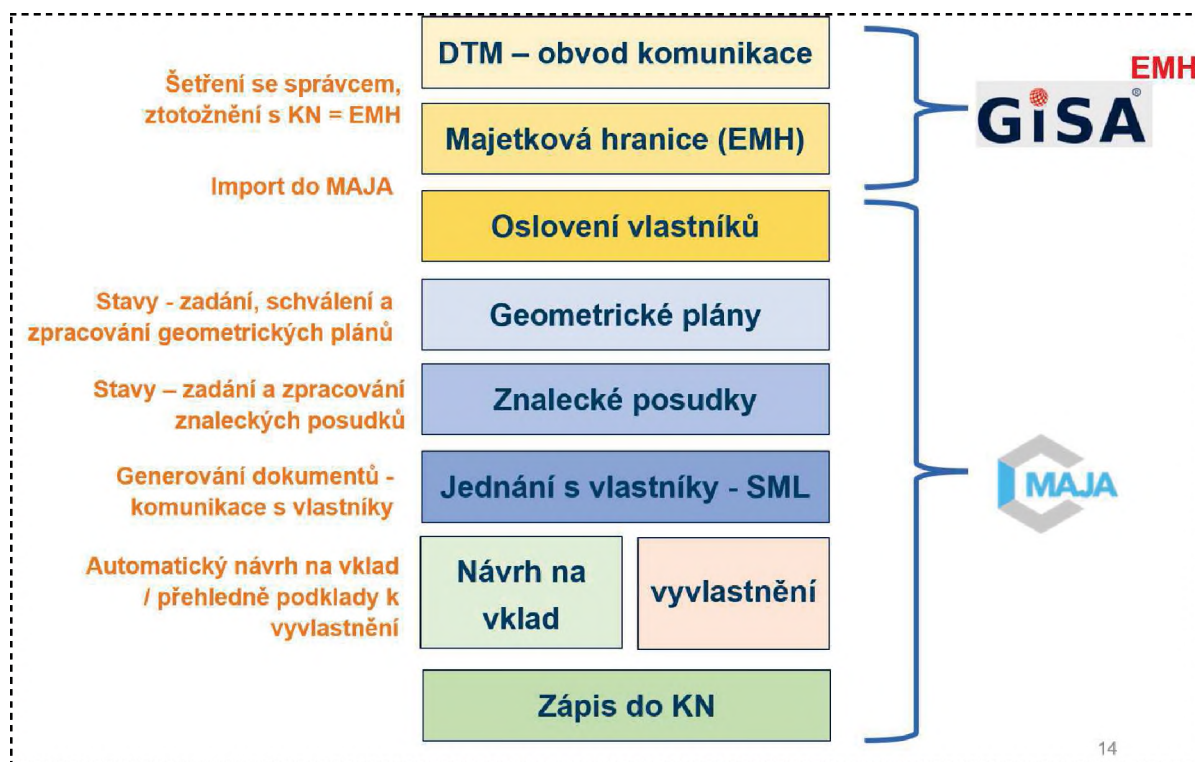 DTM – obvod komunikace
EMH
Šetření se správcem,
ztotožnění s KN = EMH
GiSA®
Majetková hranice (EMH)
Import do MAJA
Oslovení vlastníků
Stavy - zadání, schválení a
zpracování geometrických plánů
Geometrické plány
Stavy – zadání a zpracování
znaleckých posudků
Znalecké posudky
Generování dokumentů -
komunikace s vlastníky
Jednání s vlastníky - SML
MAJA
Automatický návrh na vklad
/ přehledně podklady k
vyvlastnění
Návrh na
vklad
vyvlastnění
Zápis do KN
14